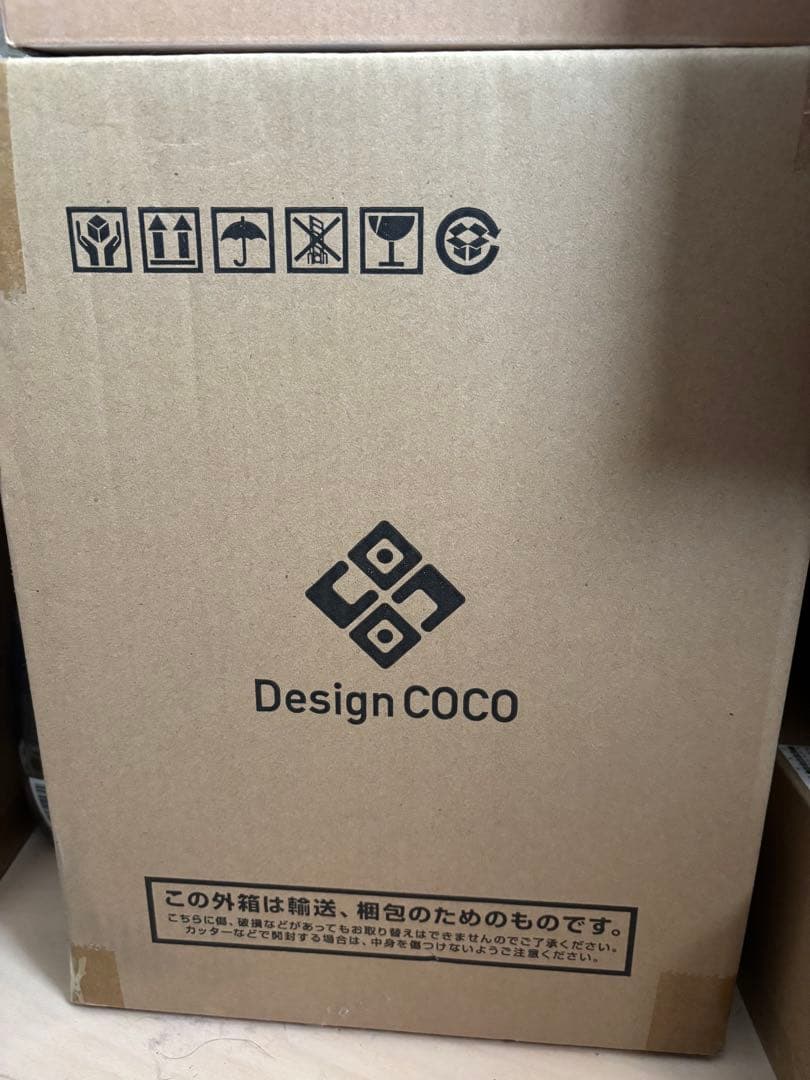 Design COCO
この外箱は輸送、梱包のためのものです。
こちらに傷、破損などがあってもお取り替えはできませんのでご了承ください。
カッターなどで開封する場合は、中身を傷つけないようご注意ください。